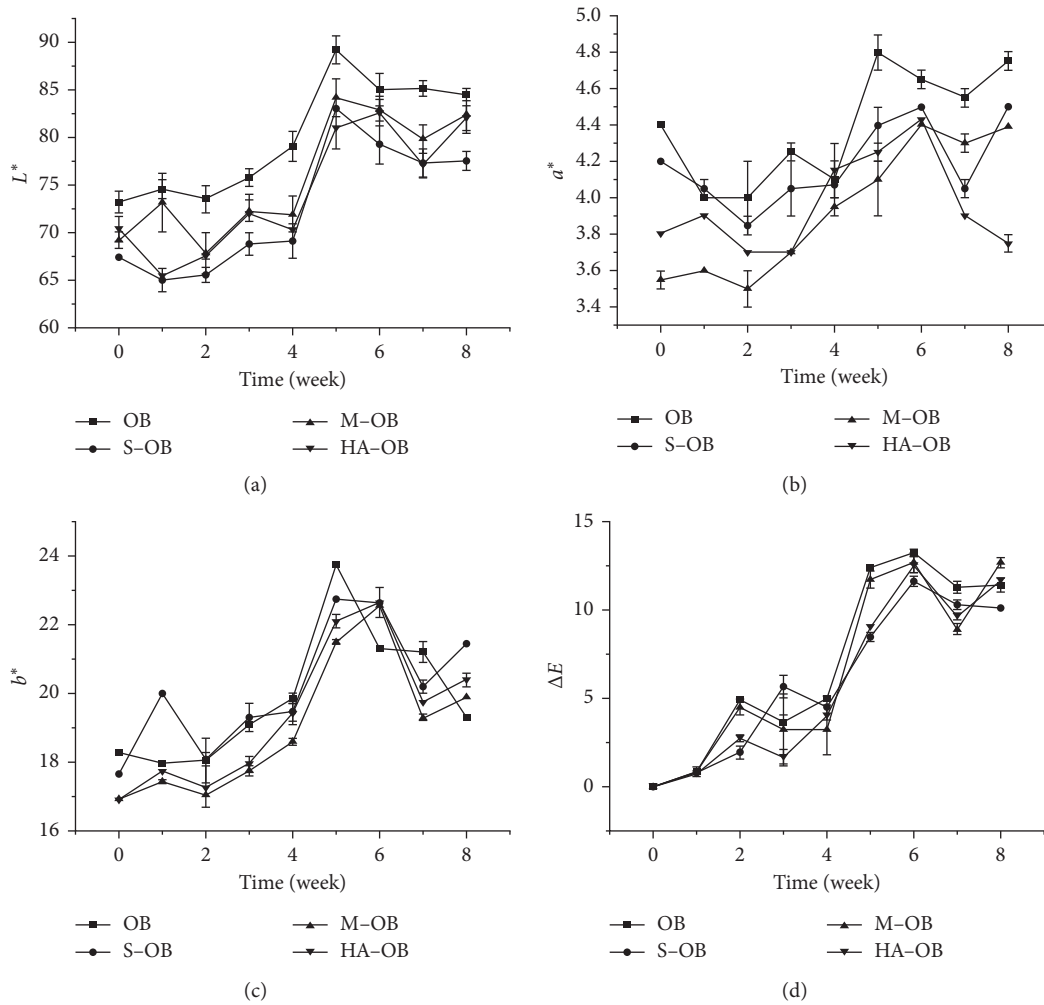 L*
90
85
80
75
70
65
60
0 2 4 6 8
Time (week)
OB
M–OB
S–OB
HA–OB
(a)
a*
5.0
4.8
4.6
4.4
4.2
4.0
3.8
3.6
3.4
0 2 4 6 8
Time (week)
OB
M–OB
S–OB
HA–OB
(b)
b*
24
22
20
18
16
0 2 4 6 8
Time (week)
OB
M–OB
S–OB
HA–OB
(c)
ΔE
15
10
5
0
0 2 4 6 8
Time (week)
OB
M–OB
S–OB
HA–OB
(d)